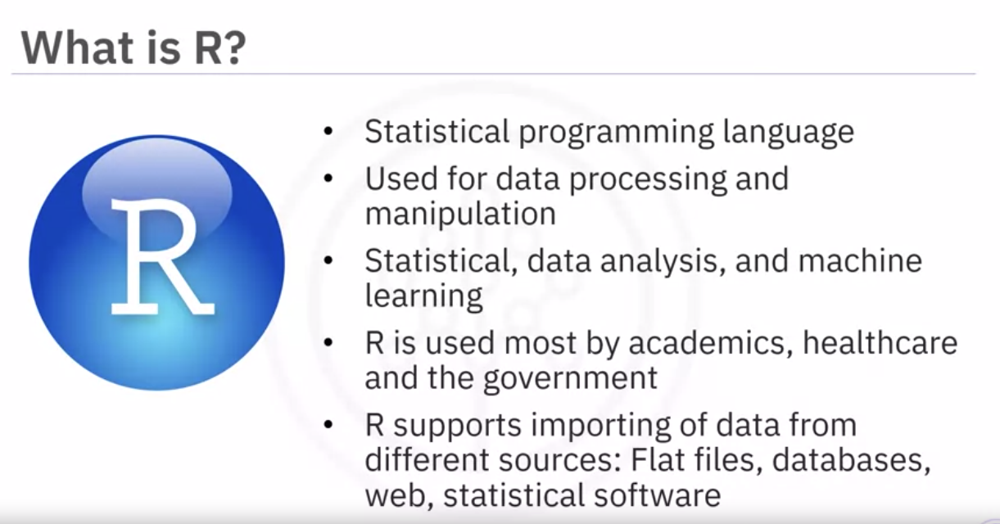 What is R?
R
• Statistical programming language
• Used for data processing and
manipulation
• Statistical, data analysis, and machine
learning
• R is used most by academics, healthcare
and the government
• R supports importing of data from
different sources: Flat files, databases,
web, statistical software